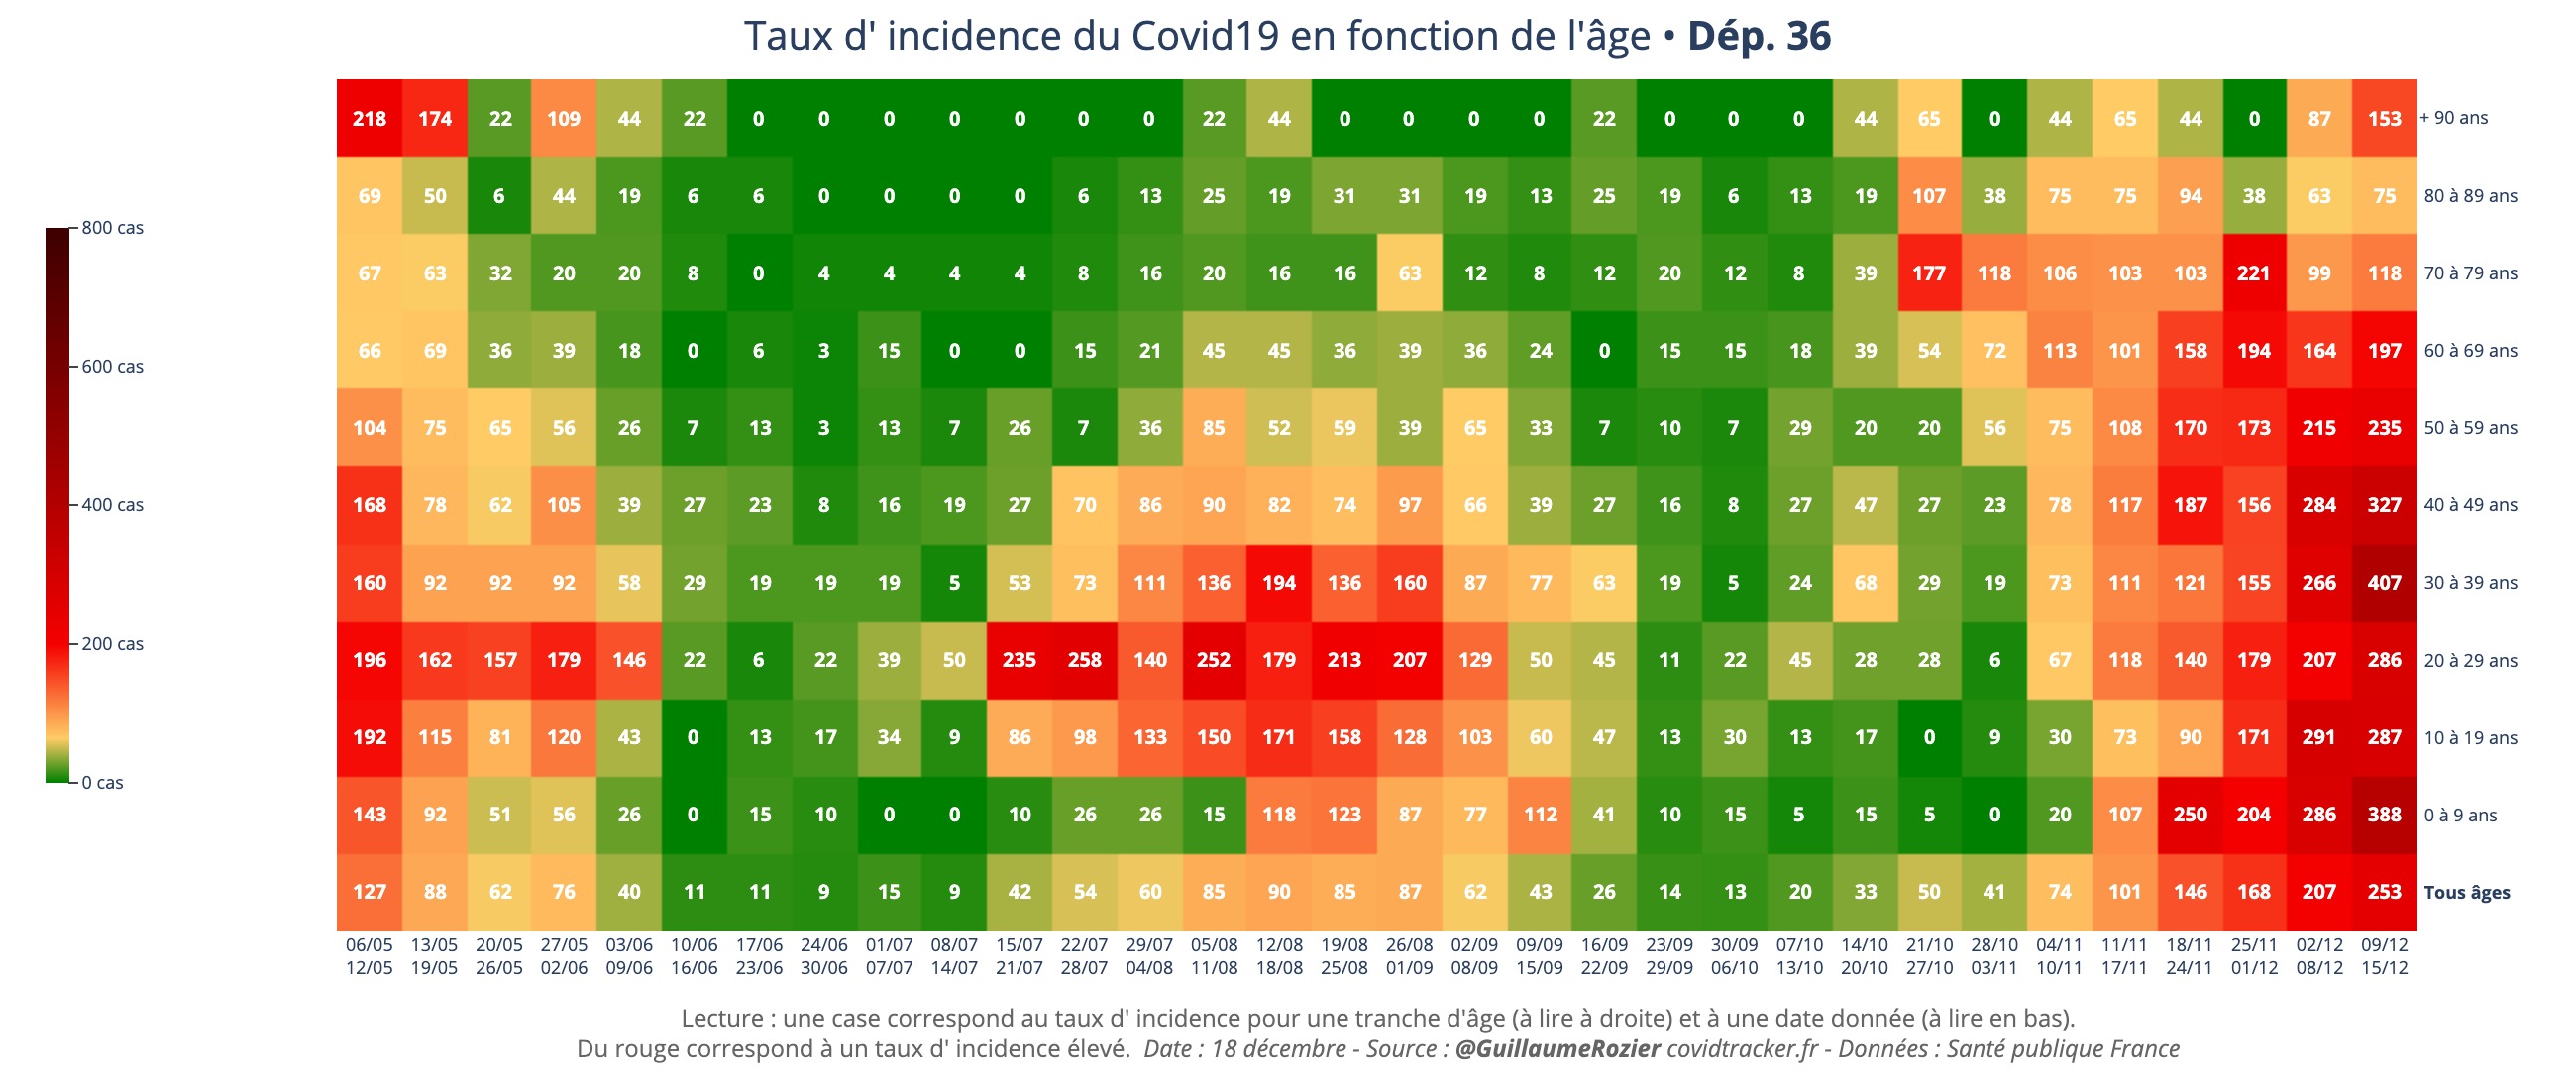 Taux d' incidence du Covid19 en fonction de l'âge • Dép. 36
800 cas
600 cas
400 cas
200 cas
0 cas
218 174 22 109 44 22 0 0 0 0 0 0 0 22 44 0 0 0 0 22 0 0 0 44 65 0 44 65 44 0 87 153 + 90 ans
69 50 6 44 19 6 6 0 0 0 0 6 13 25 19 31 31 19 13 25 19 6 13 19 107 38 75 75 94 38 63 75 80 à 89 ans
67 63 32 20 20 8 0 4 4 4 4 8 16 20 16 16 63 12 8 12 20 12 8 39 177 118 106 103 103 221 99 118 70 à 79 ans
66 69 36 39 18 0 6 3 15 0 0 15 21 45 45 36 39 36 24 0 15 15 18 39 54 72 113 101 158 194 164 197 60 à 69 ans
104 75 65 56 26 7 13 3 13 7 26 7 36 85 52 59 39 65 33 7 10 7 29 20 20 56 75 108 170 173 215 235 50 à 59 ans
168 78 62 105 39 27 23 8 16 19 27 70 86 90 82 74 97 66 39 27 16 8 27 47 27 23 78 117 187 156 284 327 40 à 49 ans
160 92 92 92 58 29 19 19 19 5 53 73 111 136 194 136 160 87 77 63 19 5 24 68 29 19 73 111 121 155 266 407 30 à 39 ans
196 162 157 179 146 22 6 22 39 50 235 258 140 252 179 213 207 129 50 45 11 22 45 28 28 6 67 118 140 179 207 286 20 à 29 ans
192 115 81 120 43 0 13 17 34 9 86 98 133 150 171 158 128 103 60 47 13 30 13 17 0 9 30 73 90 171 291 287 10 à 19 ans
143 92 51 56 26 0 15 10 0 0 10 26 26 15 118 123 87 77 112 41 10 15 5 15 5 0 20 107 250 204 286 388 0 à 9 ans
127 88 62 76 40 11 11 9 15 9 42 54 60 85 90 85 87 62 43 26 14 13 20 33 50 41 74 101 146 168 207 253 Tous âges
06/05 13/05 20/05 27/05 03/06 10/06 17/06 24/06 01/07 08/07 15/07 22/07 29/07 05/08 12/08 19/08 26/08 02/09 09/09 16/09 23/09 30/09 07/10 14/10 21/10 28/10 04/11 11/11 18/11 25/11 02/12 09/12
12/05 19/05 26/05 02/06 09/06 16/06 23/06 30/06 07/07 14/07 21/07 28/07 04/08 11/08 18/08 25/08 01/09 08/09 15/09 22/09 29/09 06/10 13/10 20/10 27/10 03/11 10/11 17/11 24/11 01/12 08/12 15/12
Lecture : une case correspond au taux d' incidence pour une tranche d'âge (à lire à droite) et à une date donnée (à lire en bas).
Du rouge correspond à un taux d' incidence élevé. Date : 18 décembre - Source : @GuillaumeRozier covidtracker.fr - Données : Santé publique France